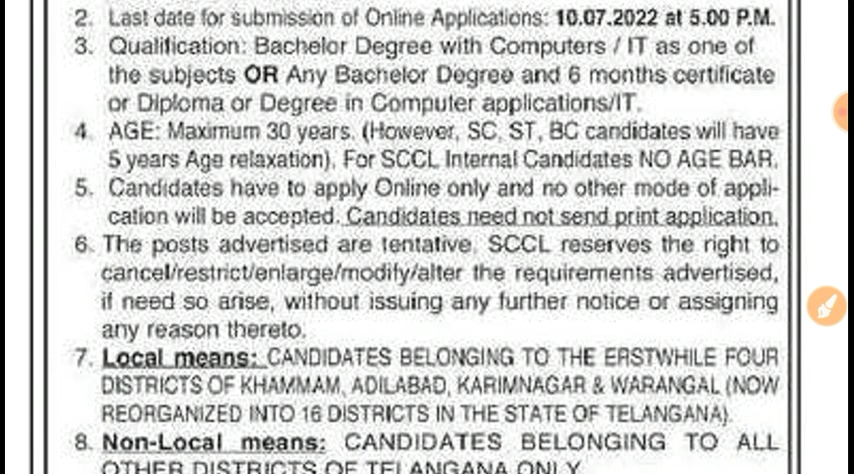 2. Last date for submission of Online Applications: 10.07.2022 at 5.00 P.M.
3. Qualification: Bachelor Degree with Computers / IT as one of
the subjects OR Any Bachelor Degree and 6 months certificate
or Diploma or Degree in Computer applications/IT.
4. AGE: Maximum 30 years. (However, SC, ST, BC candidates will have
5 years Age relaxation). For SCCL Internal Candidates NO AGE BAR.
5. Candidates have to apply Online only and no other mode of appli-
cation will be accepted. Candidates need not send print application.
6. The posts advertised are tentative. SCCL reserves the right to
cancel/restrict/enlarge/modify/alter the requirements advertised,
if need so arise, without issuing any further notice or assigning
any reason thereto.
7. Local means: CANDIDATES BELONGING TO THE ERSTWHILE FOUR
DISTRICTS OF KHAMMAM, ADILABAD, KARIMNAGAR & WARANGAL (NOW
REORGANIZED INTO 16 DISTRICTS IN THE STATE OF TELANGANA).
8. Non-Local means: CANDIDATES BELONGING TO ALL
OTHER DISTRICTS OF TELANGANA ONLY.